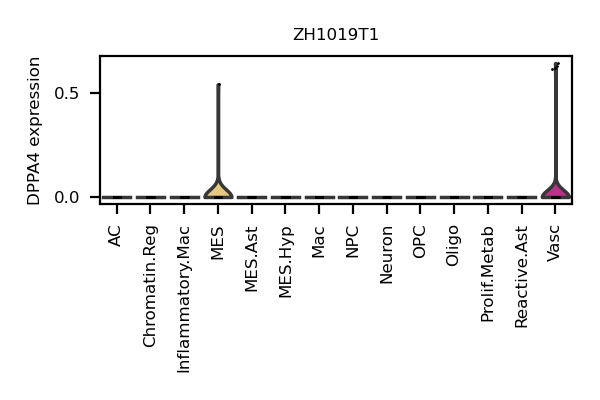 ZH1019T1
DPPA4 expression
0.5
0.0
AC
Chromatin.Reg
Inflammatory.Mac
MES
MES.Ast
MES.Hyp
Mac
NPC
Neuron
OPC
Oligo
Prolif.Metab
Reactive.Ast
Vasc